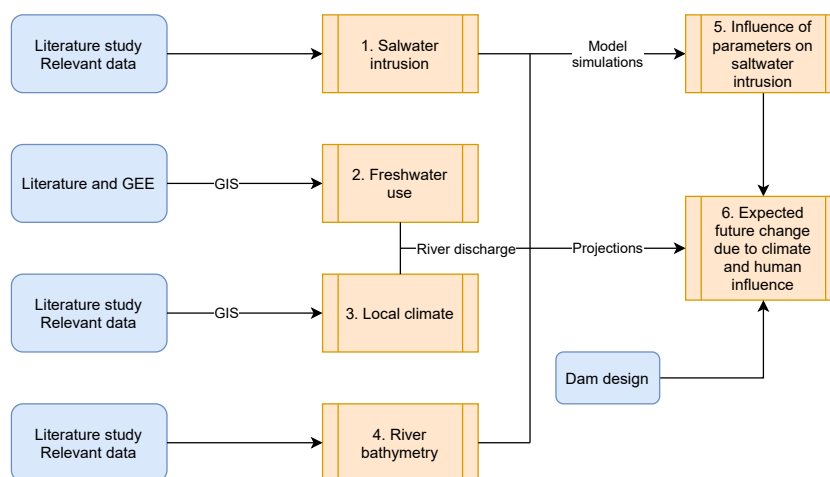 Literature study
Relevant data
1. Salwater
intrusion
Model
simulations
5. Influence of
parameters on
saltwater
intrusion
Literature and GEE
GIS
2. Freshwater
use
River discharge
Projections
6. Expected
future change
due to climate
and human
influence
Literature study
Relevant data
GIS
3. Local climate
Dam design
Literature study
Relevant data
4. River
bathymetry